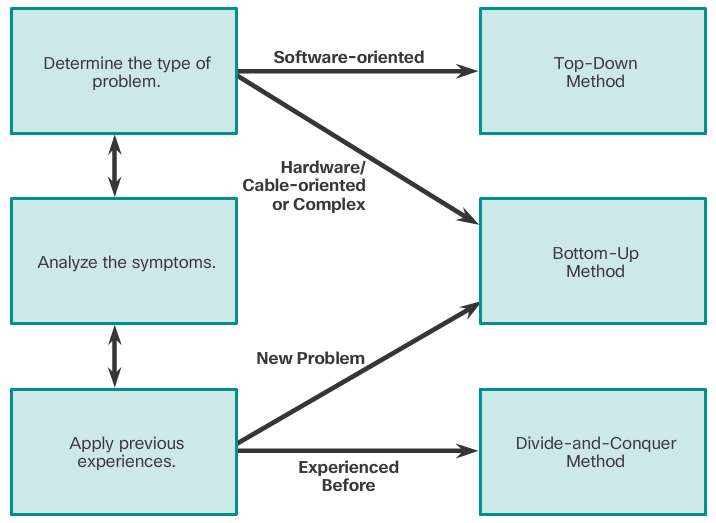 Determine the type of
problem.
Software-oriented
Top-Down
Method
Hardware/
Cable-oriented
or Complex
Analyze the symptoms.
Bottom-Up
Method
New Problem
Apply previous
experiences.
Experienced
Before
Divide-and-Conquer
Method